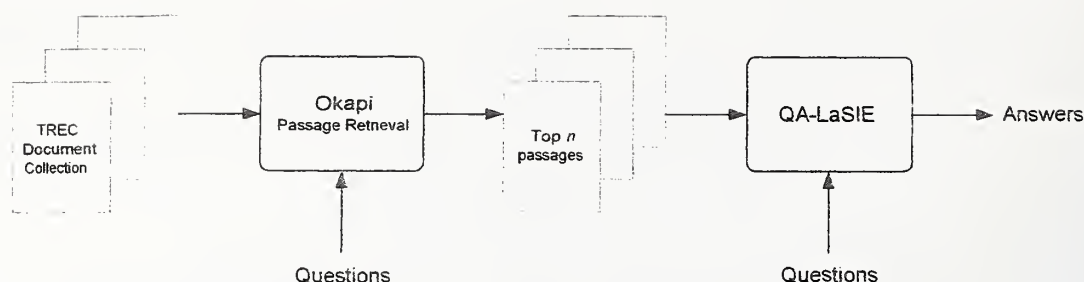 TREC
Document
Collection
Okapi
Passage Retrieval
Top n
passages
QA-LaSIE
Answers
Questions
Questions